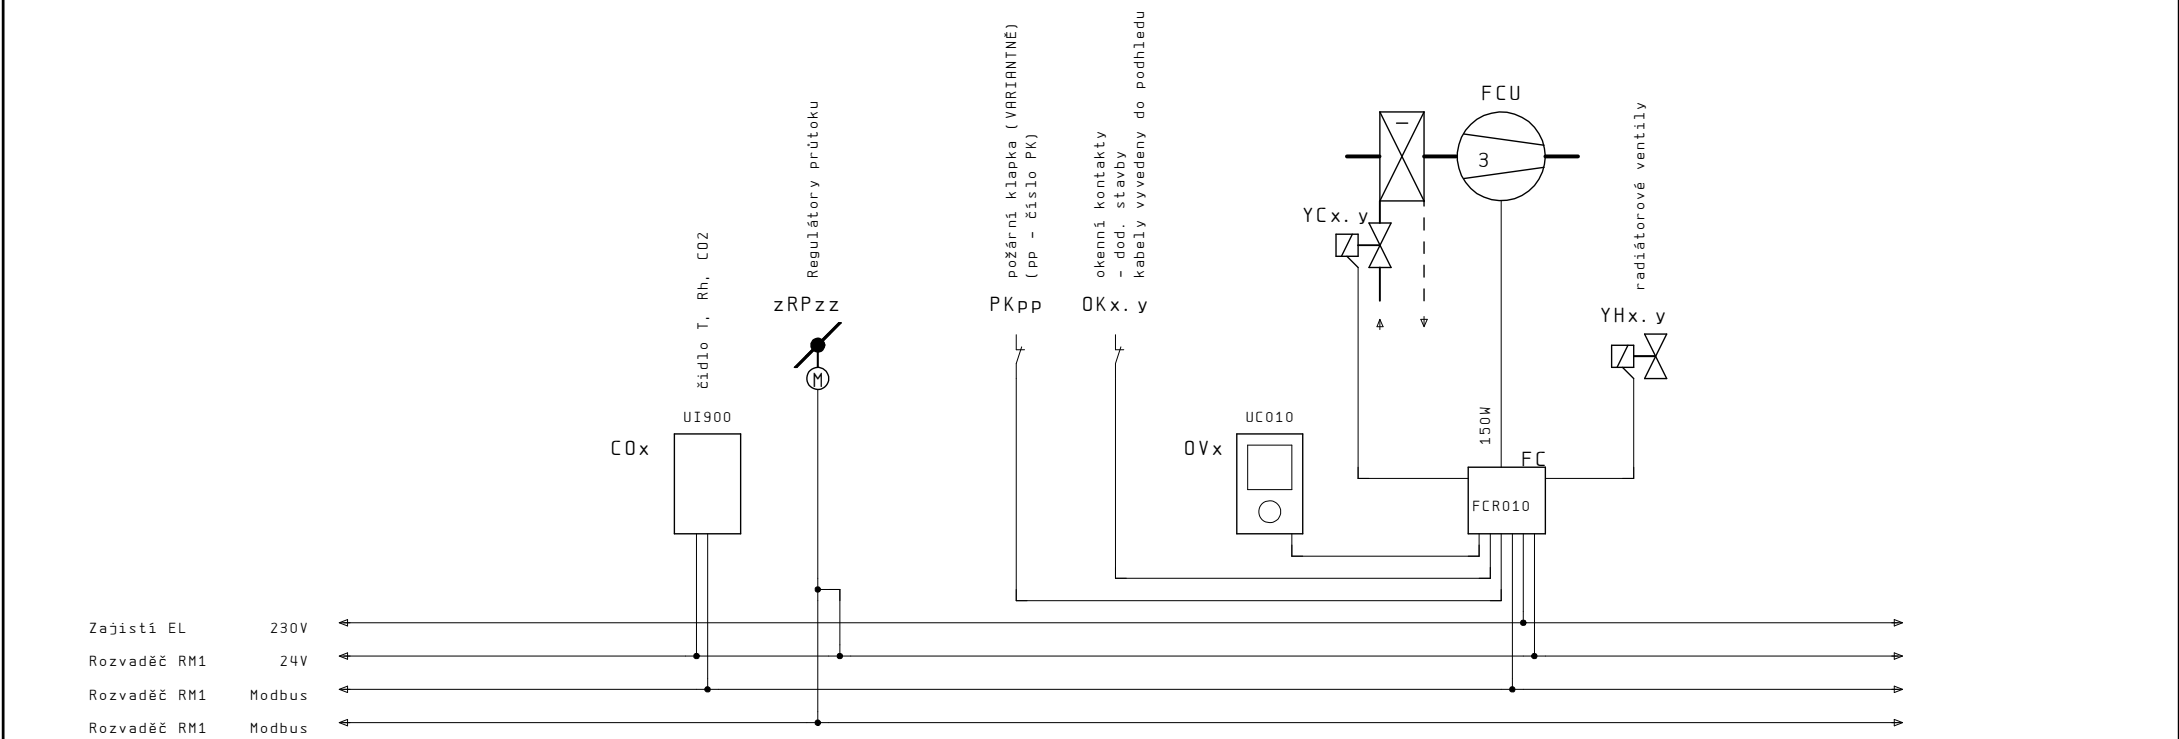 čidlo T, Rh, CO2
UI900
COx
Regulátory průtoku
zRPzz
požární klapka (VARIANTNĚ)
(pp - číslo PK)
PKpp
okenní kontakty
- dod. stavby
kabely vyvedeny do podhledu
OKx.y
UC010
OVx
FCU
3
YCx.y
M
150W
FC
FCR010
radiátorové ventily
YHx.y
Zajistí EL 230V
Rozvaděč RM1 24V
Rozvaděč RM1 Modbus
Rozvaděč RM1 Modbus